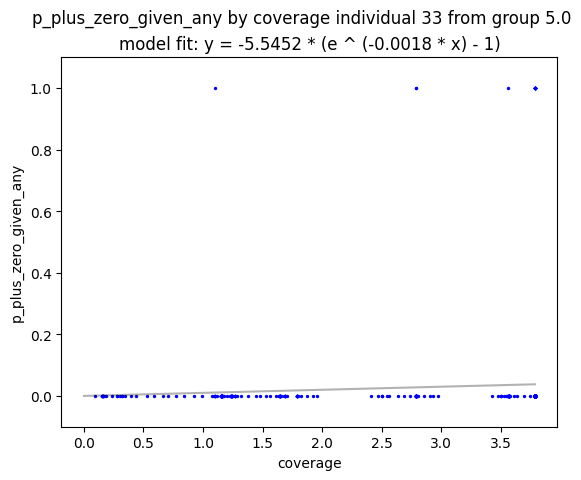 p_plus_zero_given_any by coverage individual 33 from group 5.0
model fit: y = -5.5452 * (e ^ (-0.0018 * x) - 1)
1.0
0.8
0.6
0.4
0.2
0.0
p_plus_zero_given_any
0.0 0.5 1.0 1.5 2.0 2.5 3.0 3.5
coverage